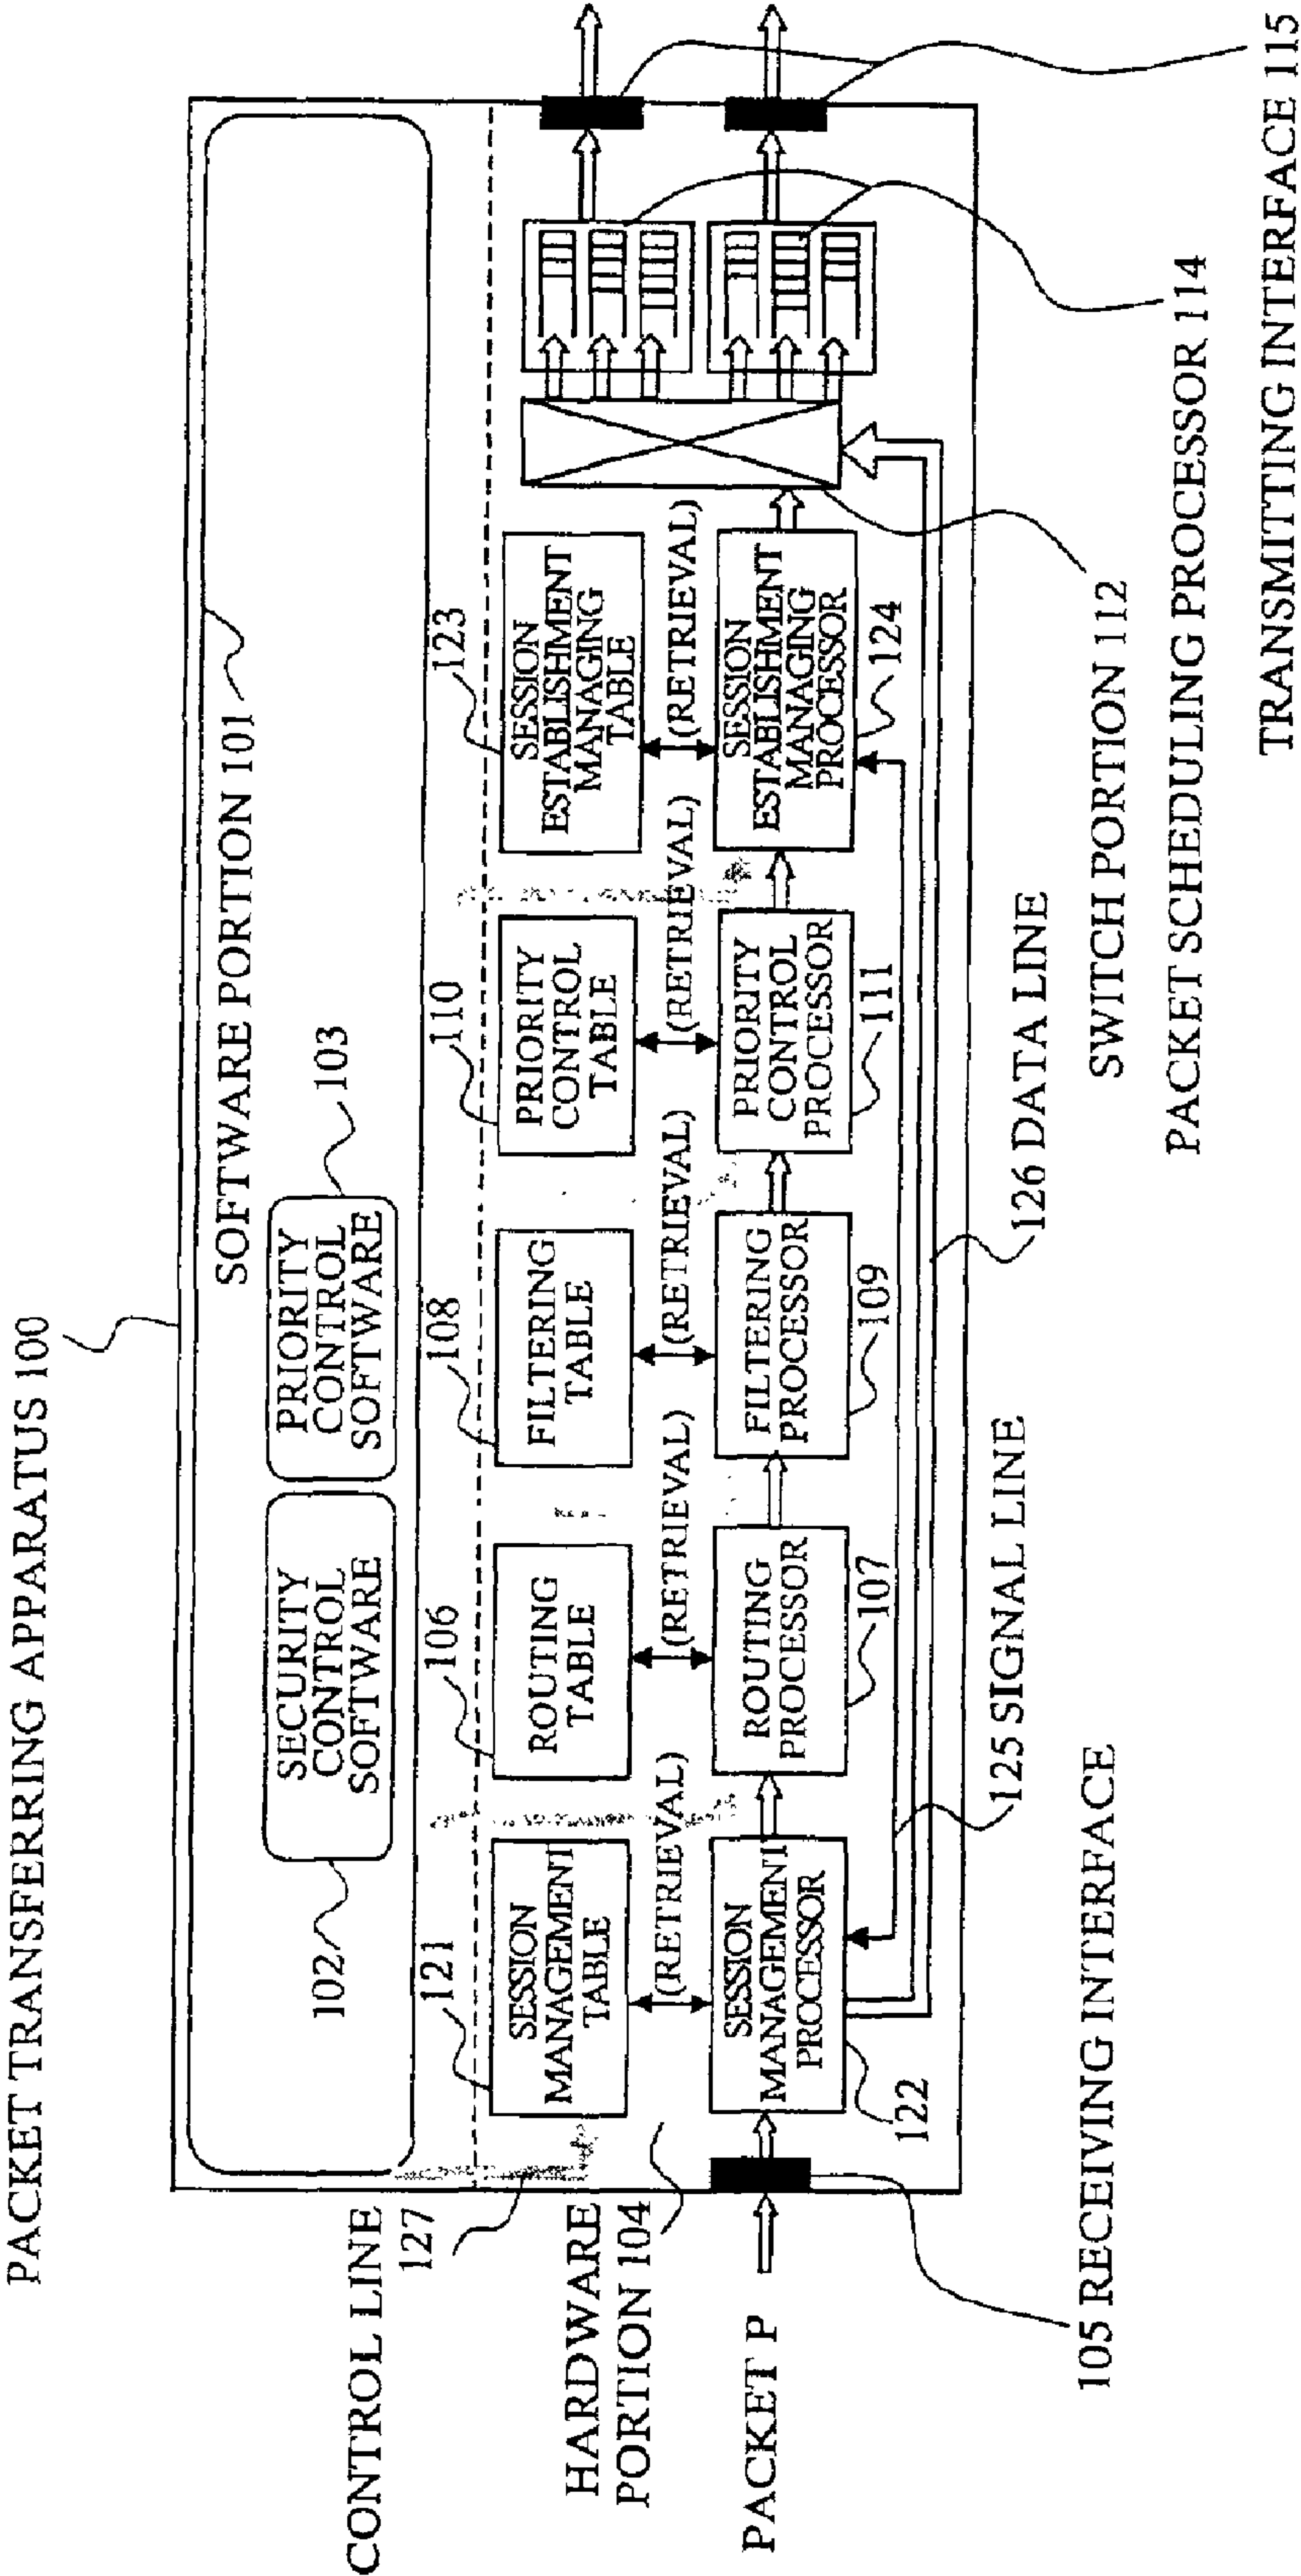 PACKET TRANSFERRING APPARATUS 100
SOFTWARE PORTION 101
SECURITY
CONTROL
SOFTWARE
102
PRIORITY
CONTROL
SOFTWARE
103
CONTROL LINE
127
HARDWARE
PORTION 104
121
SESSION
MANAGEMENT
TABLE
106
ROUTING
TABLE
108
FILTERING
TABLE
110
PRIORITY
CONTROL
TABLE
123
SESSION
ESTABLISHMENT
MANAGING
TABLE
(RETRIEVAL)
(RETRIEVAL)
(RETRIEVAL)
(RETRIEVAL)
(RETRIEVAL)
PACKET P
SESSION
MANAGEMENT
PROCESSOR
122
ROUTING
PROCESSOR
107
FILTERING
PROCESSOR
109
PRIORITY
CONTROL
PROCESSOR
111
SESSION
ESTABLISHMENT
MANAGING
PROCESSOR
124
125 SIGNAL LINE
126 DATA LINE
105 RECEIVING INTERFACE
SWITCH PORTION 112
PACKET SCHEDULING PROCESSOR 114
TRANSMITTING INTERFACE 115